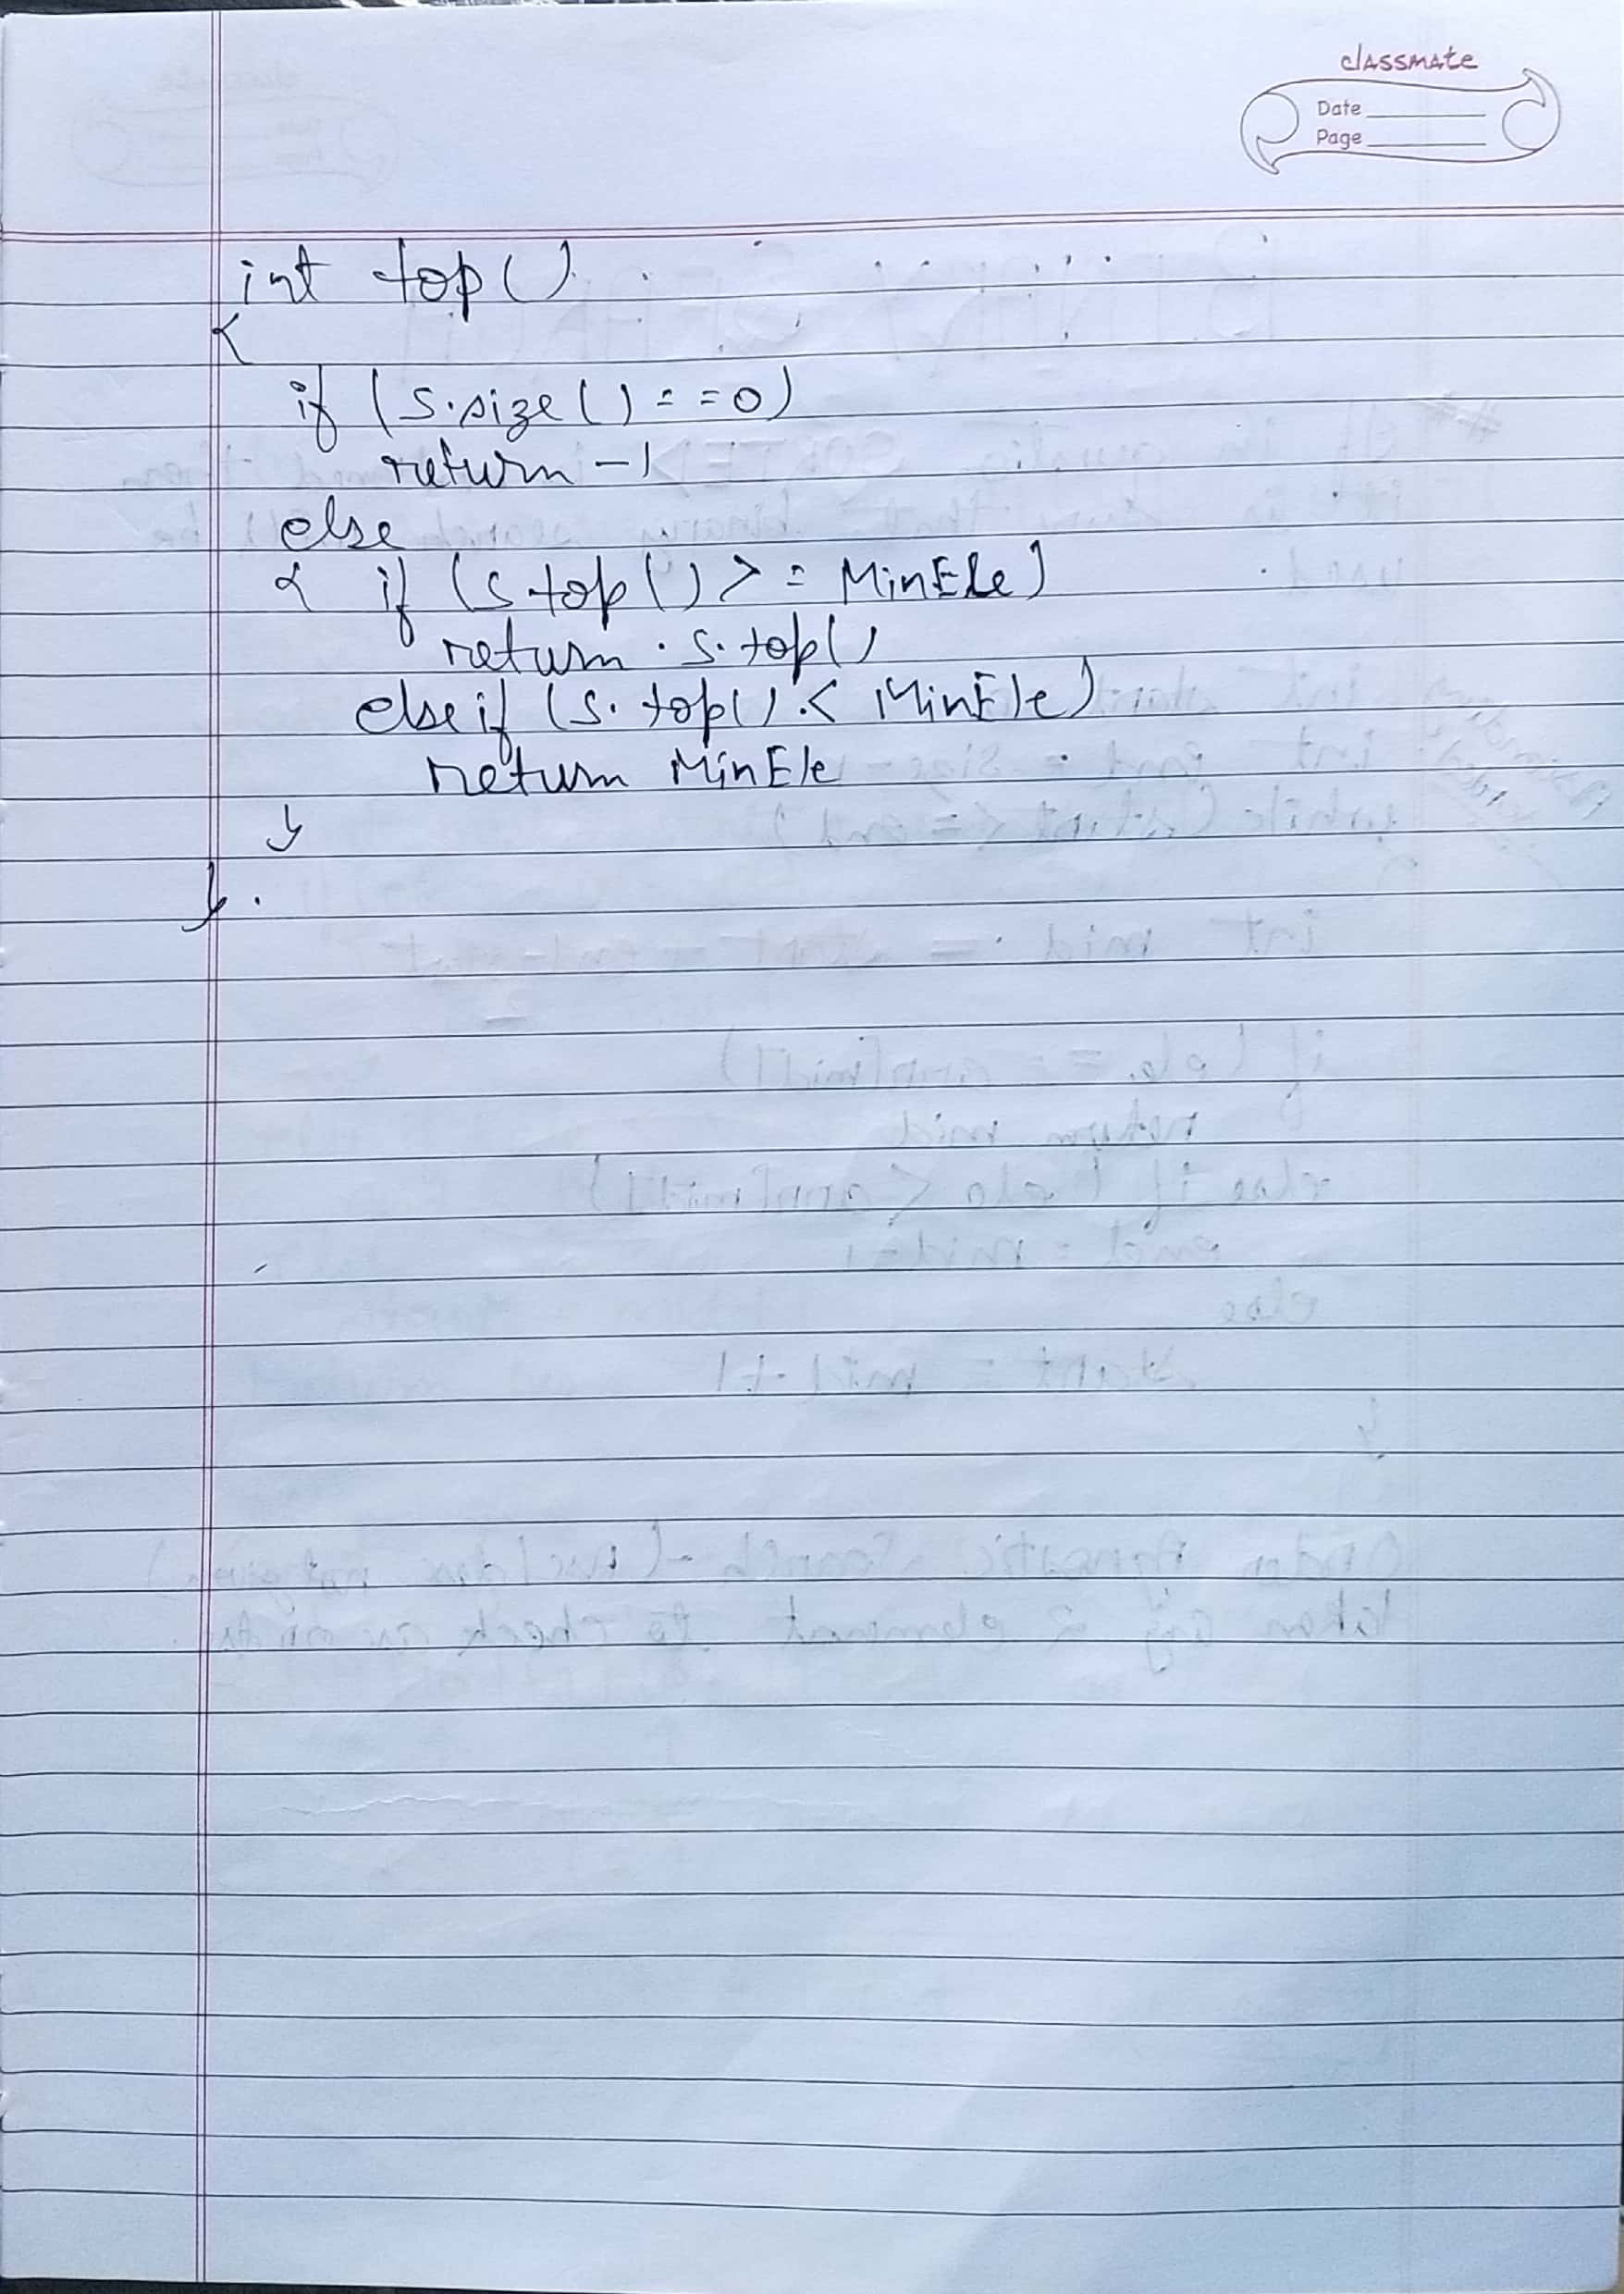 classmate
Date
Page
int top()
{
if (s.size() == 0)
return -1
else
{ if (s.top() >= MinEle)
return s.top()
else if (s.top() < MinEle)
return MinEle
}
}